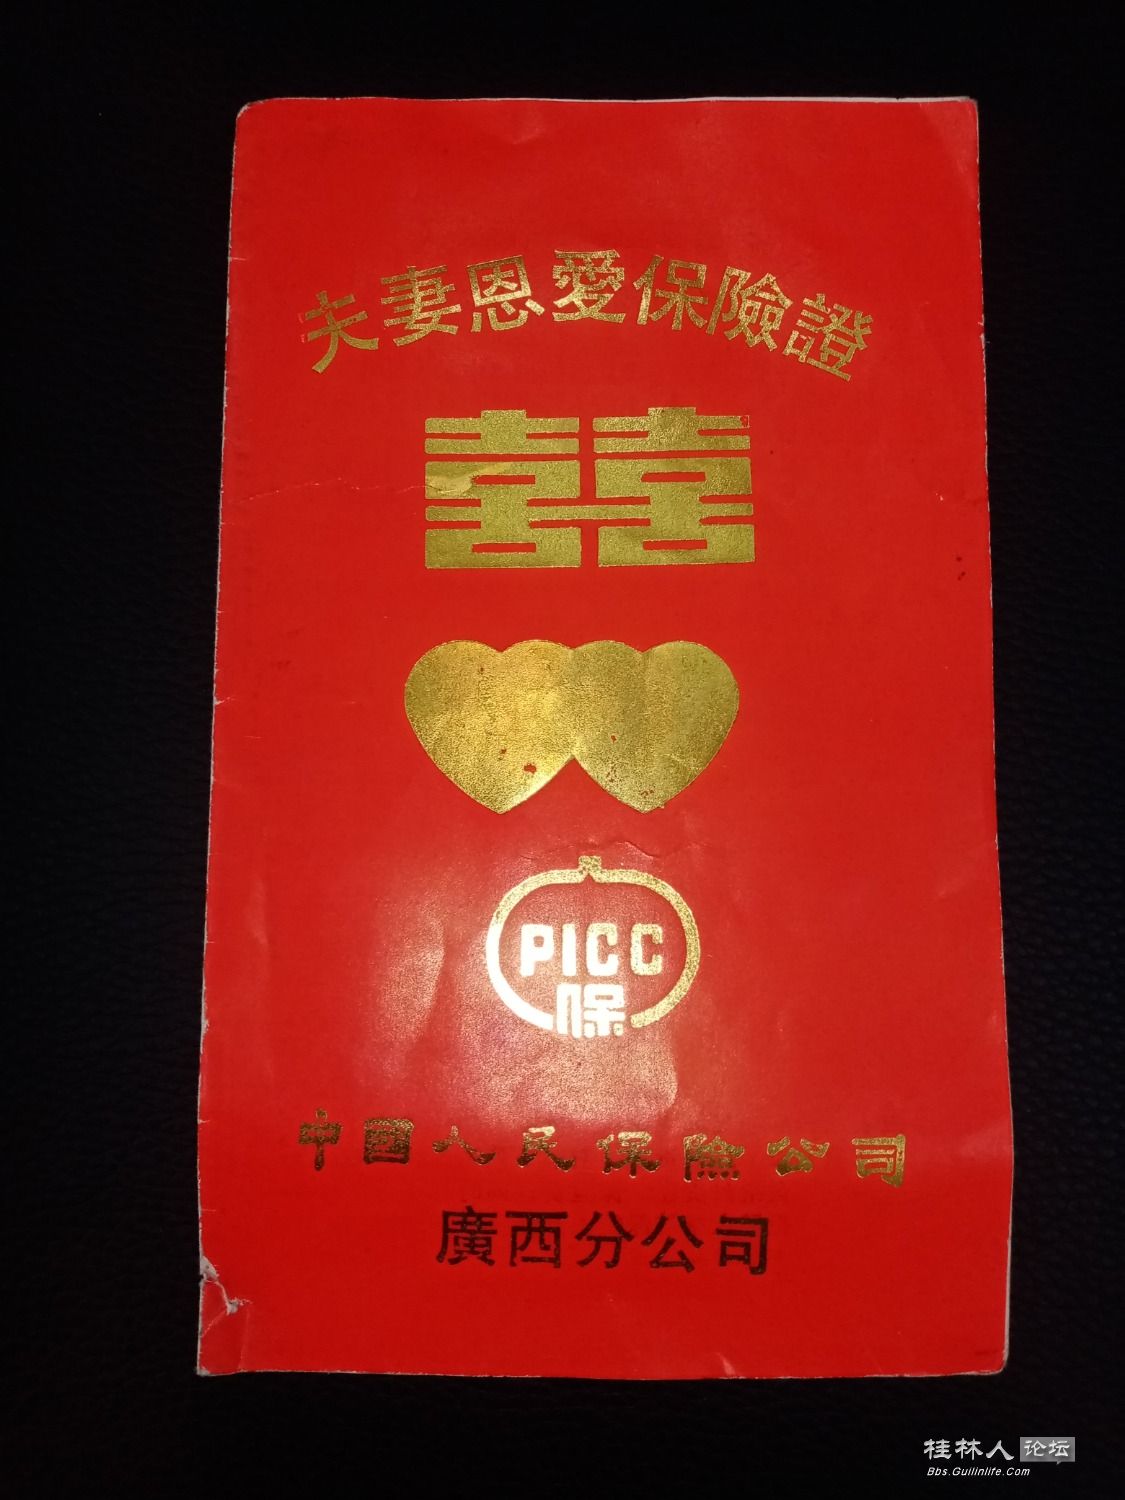 夫妻恩愛保險證
囍
PICC
保
中國人民保險公司
廣西分公司
桂林人论坛
Bbs.Guilinlife.Com